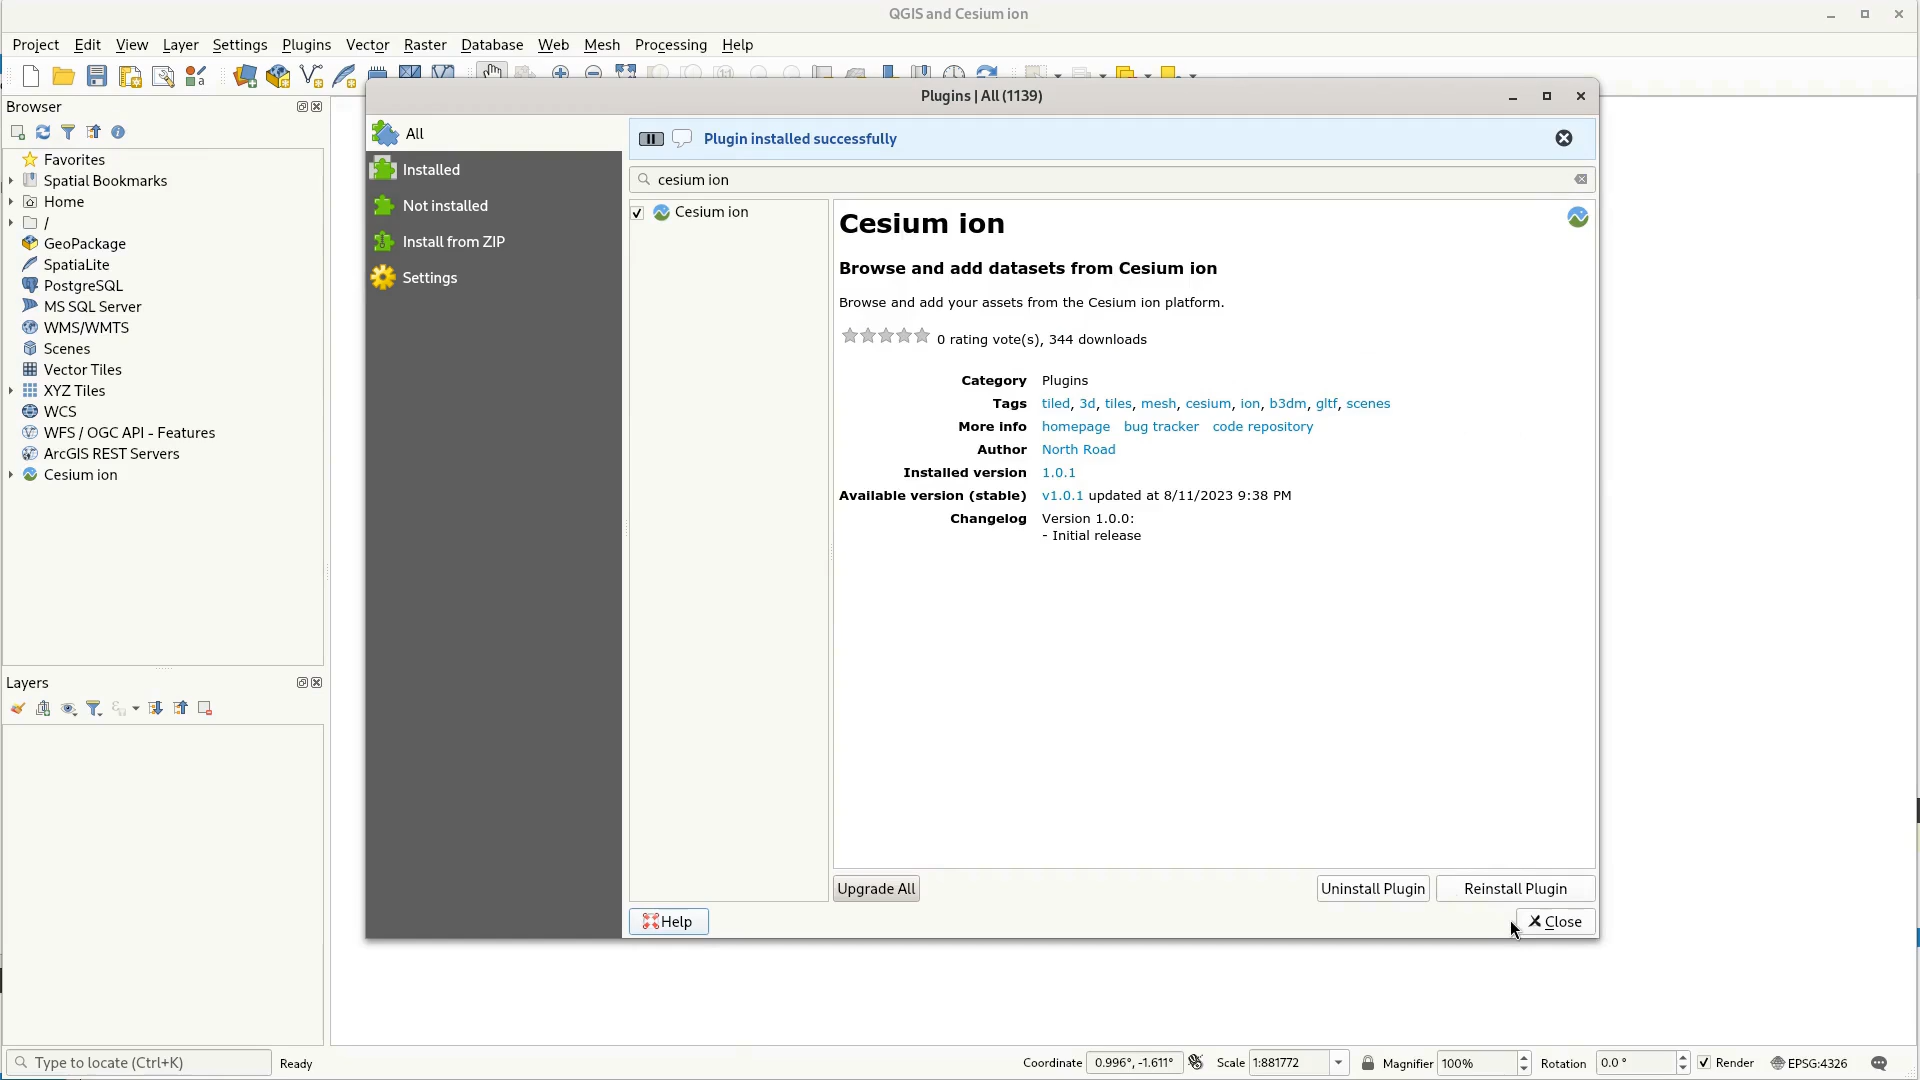 QGIS and Cesium ion
Project Edit View Layer Settings Plugins Vector Raster Database Web Mesh Processing Help
Browser
Favorites
Spatial Bookmarks
Home
/
GeoPackage
SpatiaLite
PostgreSQL
MS SQL Server
WMS/WMTS
Scenes
Vector Tiles
XYZ Tiles
WCS
WFS / OGC API - Features
ArcGIS REST Servers
Cesium ion
Layers
Plugins | All (1139)
All
Installed
Not installed
Install from ZIP
Settings
Plugin installed successfully
cesium ion
Cesium ion
Cesium ion
Browse and add datasets from Cesium ion
Browse and add your assets from the Cesium ion platform.
0 rating vote(s), 344 downloads
Category Plugins
Tags tiled, 3d, tiles, mesh, cesium, ion, b3dm, gltf, scenes
More info homepage bug tracker code repository
Author North Road
Installed version 1.0.1
Available version (stable) v1.0.1 updated at 8/11/2023 9:38 PM
Changelog Version 1.0.0:
- Initial release
Upgrade All Uninstall Plugin Reinstall Plugin
Help Close
Type to locate (Ctrl+K) Ready Coordinate 0.996°, -1.611° Scale 1:881772 Magnifier 100% Rotation 0.0 ° Render EPSG:4326